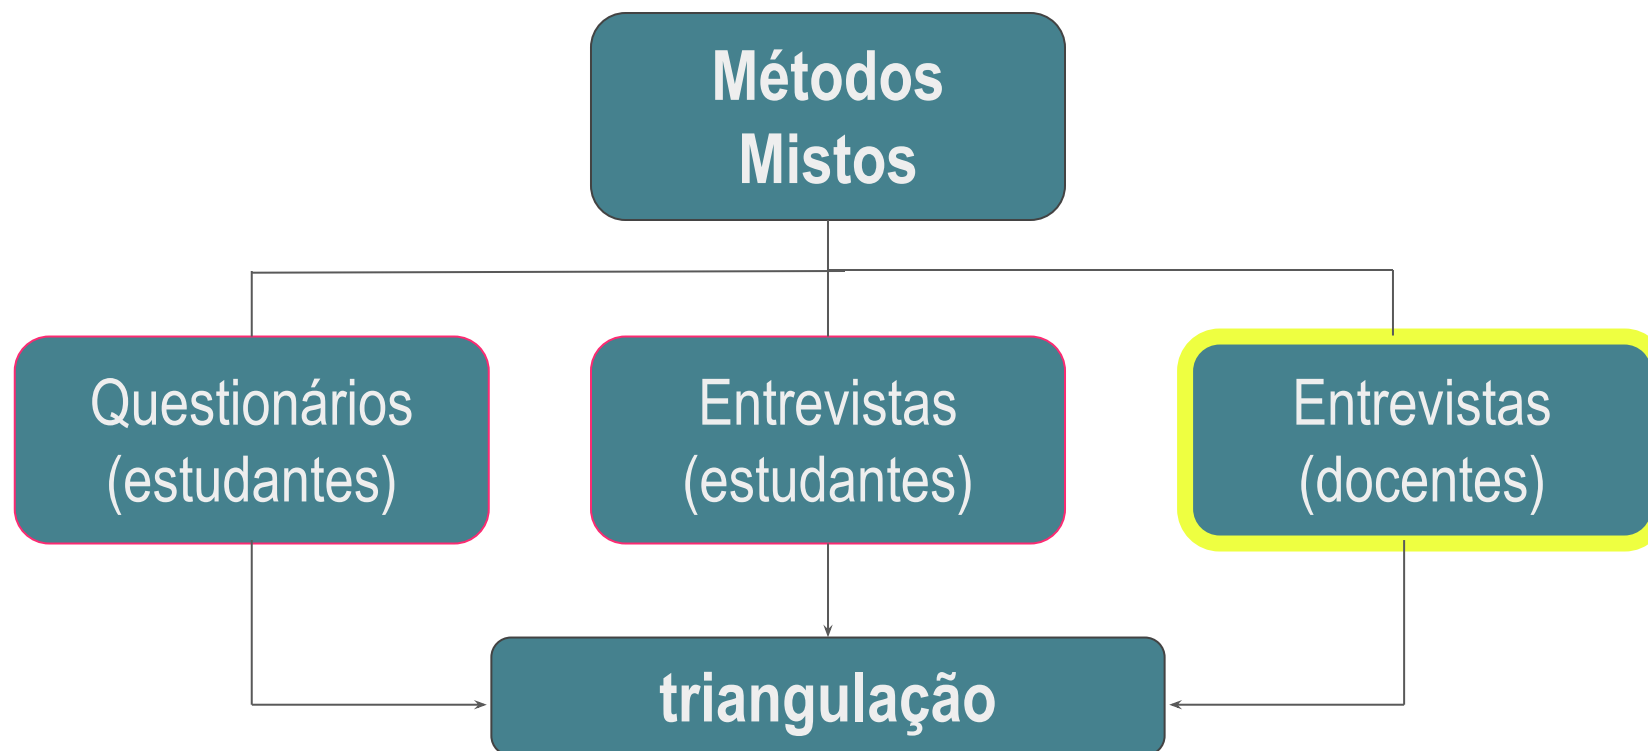 Métodos
Mistos
Questionários
(estudantes)
Entrevistas
(estudantes)
Entrevistas
(docentes)
triangulação